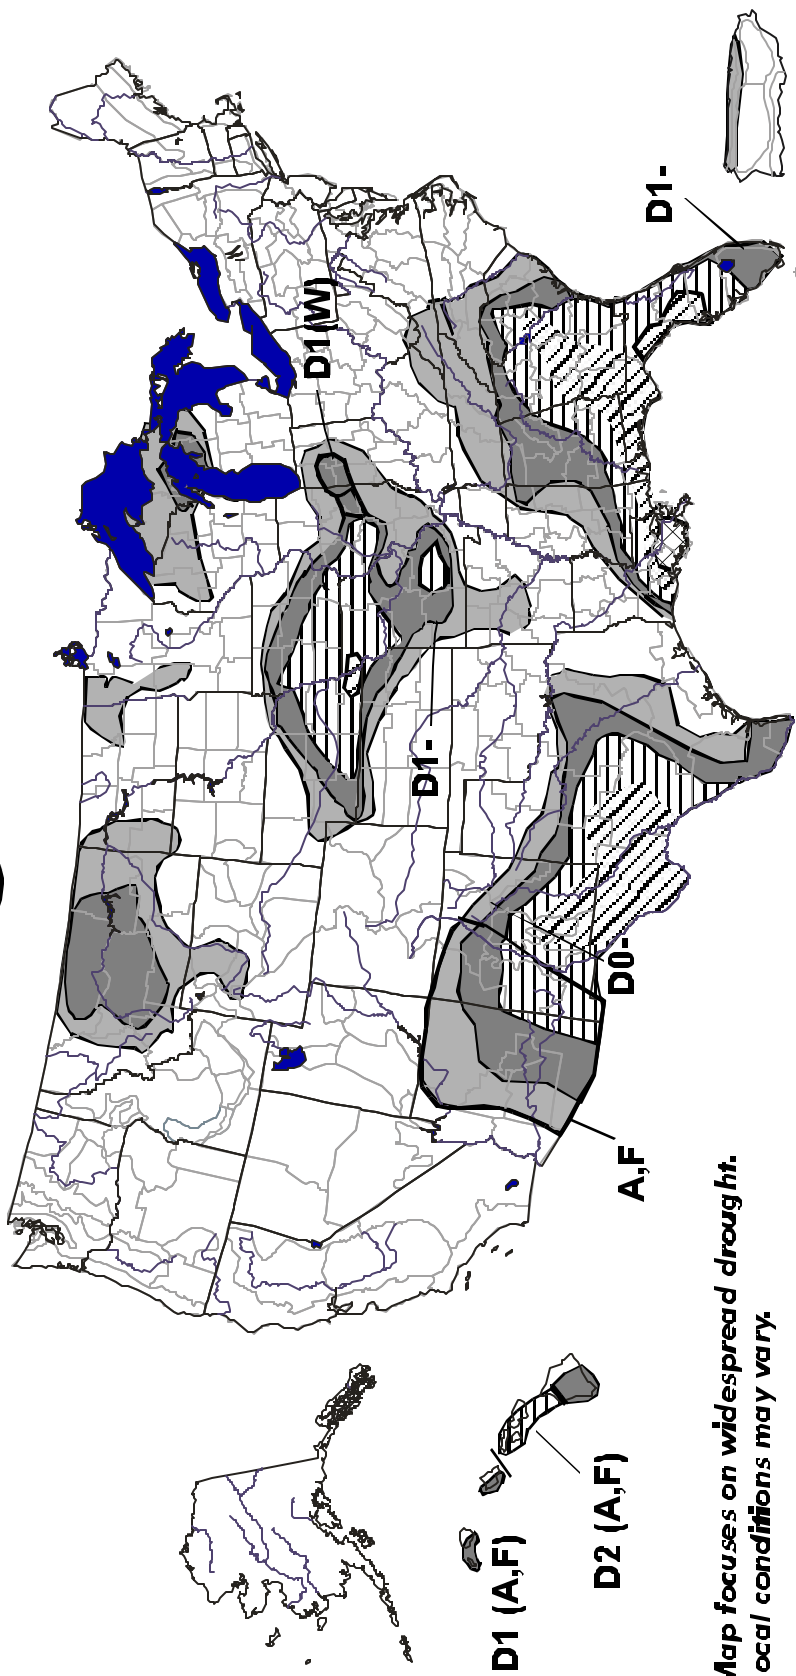 D1(W)
D1-
D1 (A,F)
D2 (A,F)
A,F
D0-
D1-
Map focuses on widespread drought.
ocal conditions may vary.